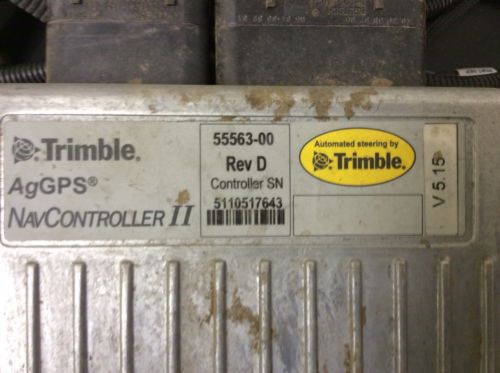 Trimble®
AgGPS®
NAVCONTROLLER II
55563-00
Rev D
Controller SN
5110517643
Automated steering by
Trimble®
V 5.15